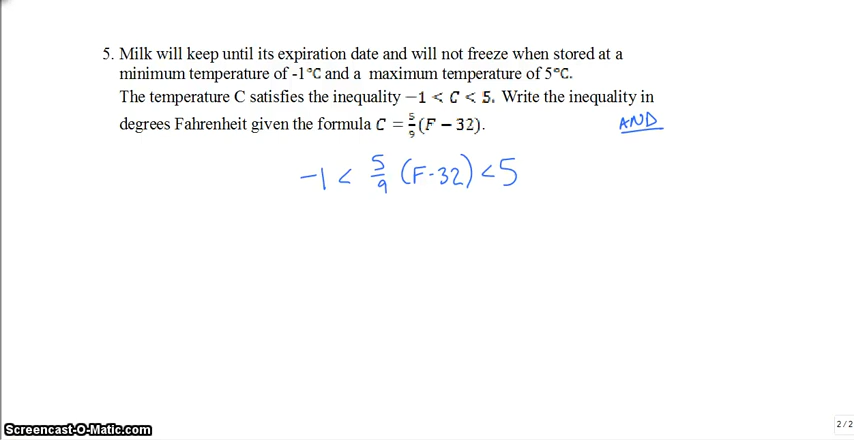 5. Milk will keep until its expiration date and will not freeze when stored at a
minimum temperature of -1°C and a maximum temperature of 5°C.
The temperature C satisfies the inequality −1 < C < 5. Write the inequality in
degrees Fahrenheit given the formula C = 5/9 (F − 32).
AND
-1 < 5/9 (F-32) < 5
Screencast-O-Matic.com
2 / 2